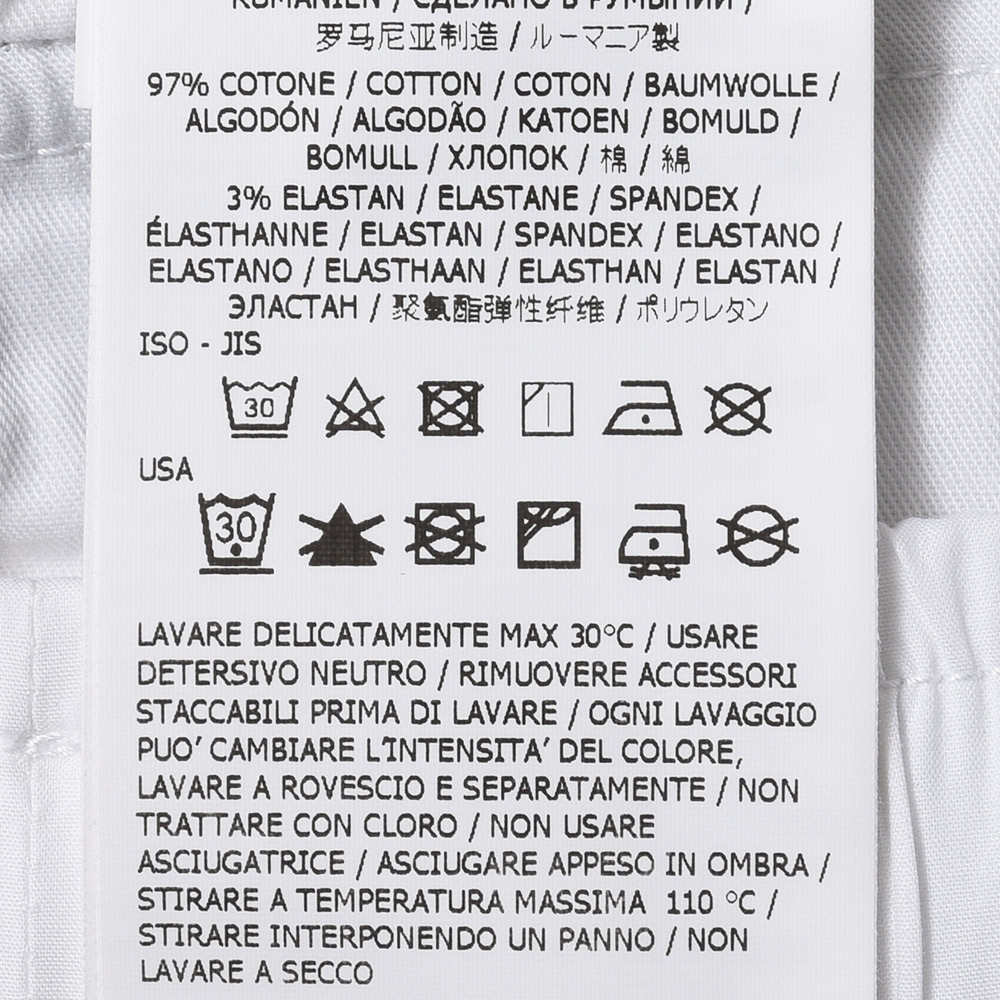 RUMÄNIEN / СДЕЛАНО В РУМЫНИИ /
罗马尼亚制造 / ルーマニア製
97% COTONE / COTTON / COTON / BAUMWOLLE /
ALGODÓN / ALGODÃO / KATOEN / BOMULD /
BOMULL / ХЛОПОК / 棉 / 綿
3% ELASTAN / ELASTANE / SPANDEX /
ÉLASTHANNE / ELASTAN / SPANDEX / ELASTANO /
ELASTANO / ELASTHAAN / ELASTHAN / ELASTAN /
ЭЛАСТАН / 聚氨酯弹性纤维 / ポリウレタン
ISO - JIS
30
USA
30
LAVARE DELICATAMENTE MAX 30°C / USARE
DETERSIVO NEUTRO / RIMUOVERE ACCESSORI
STACCABILI PRIMA DI LAVARE / OGNI LAVAGGIO
PUO' CAMBIARE L'INTENSITA' DEL COLORE,
LAVARE A ROVESCIO E SEPARATAMENTE / NON
TRATTARE CON CLORO / NON USARE
ASCIUGATRICE / ASCIUGARE APPESO IN OMBRA /
STIRARE A TEMPERATURA MASSIMA 110 °C /
STIRARE INTERPONENDO UN PANNO / NON
LAVARE A SECCO